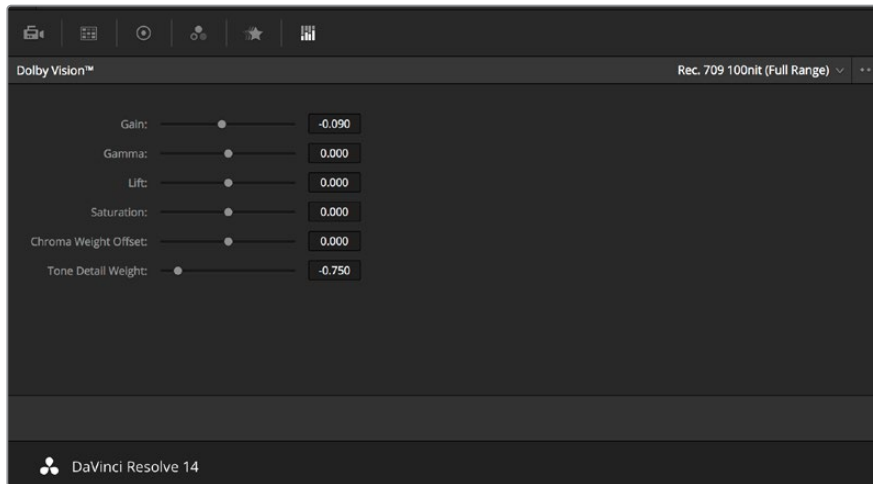 Dolby Vision™ Rec. 709 100nit (Full Range)
Gain: -0.090
Gamma: 0.000
Lift: 0.000
Saturation: 0.000
Chroma Weight Offset: 0.000
Tone Detail Weight: -0.750
DaVinci Resolve 14